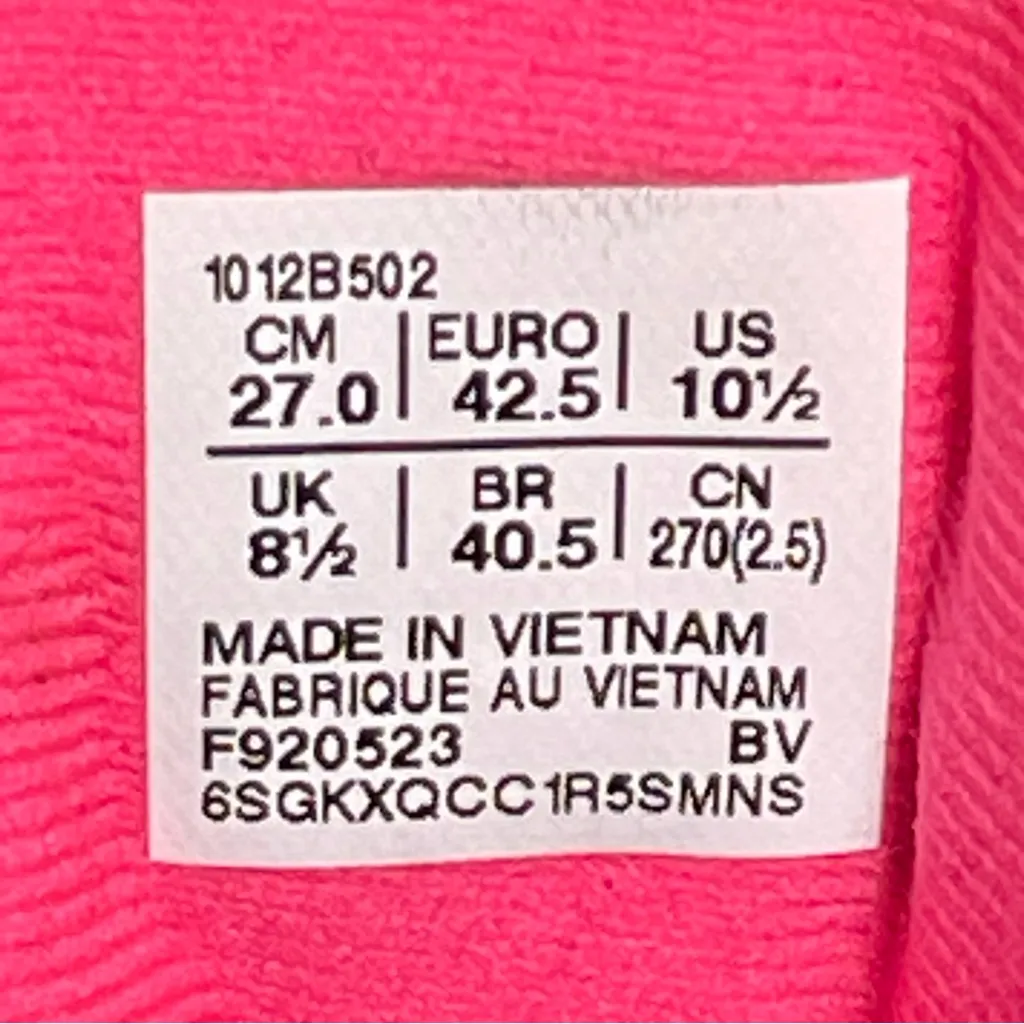 1012B502
CM | EURO | US
27.0 | 42.5 | 10½
UK | BR | CN
8½ | 40.5 | 270(2.5)
MADE IN VIETNAM
FABRIQUE AU VIETNAM
F920523 BV
6SGKXQCC1R5SMNS